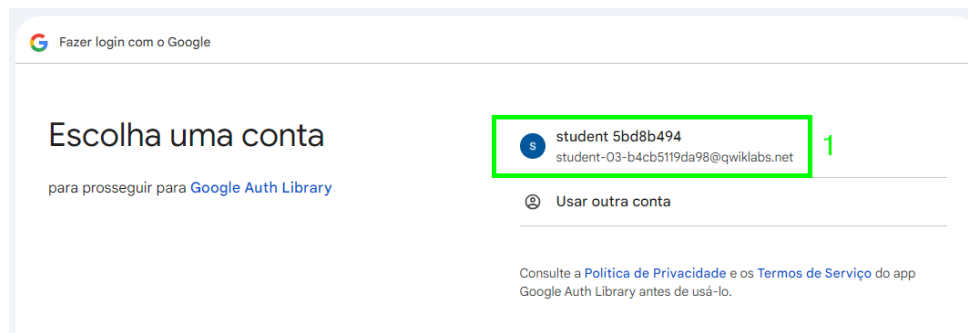 Fazer login com o Google
Escolha uma conta
para prosseguir para Google Auth Library
S
student 5bd8b494
student-03-b4cb5119da98@qwiklabs.net
1
Usar outra conta
Consulte a Política de Privacidade e os Termos de Serviço do app
Google Auth Library antes de usá-lo.